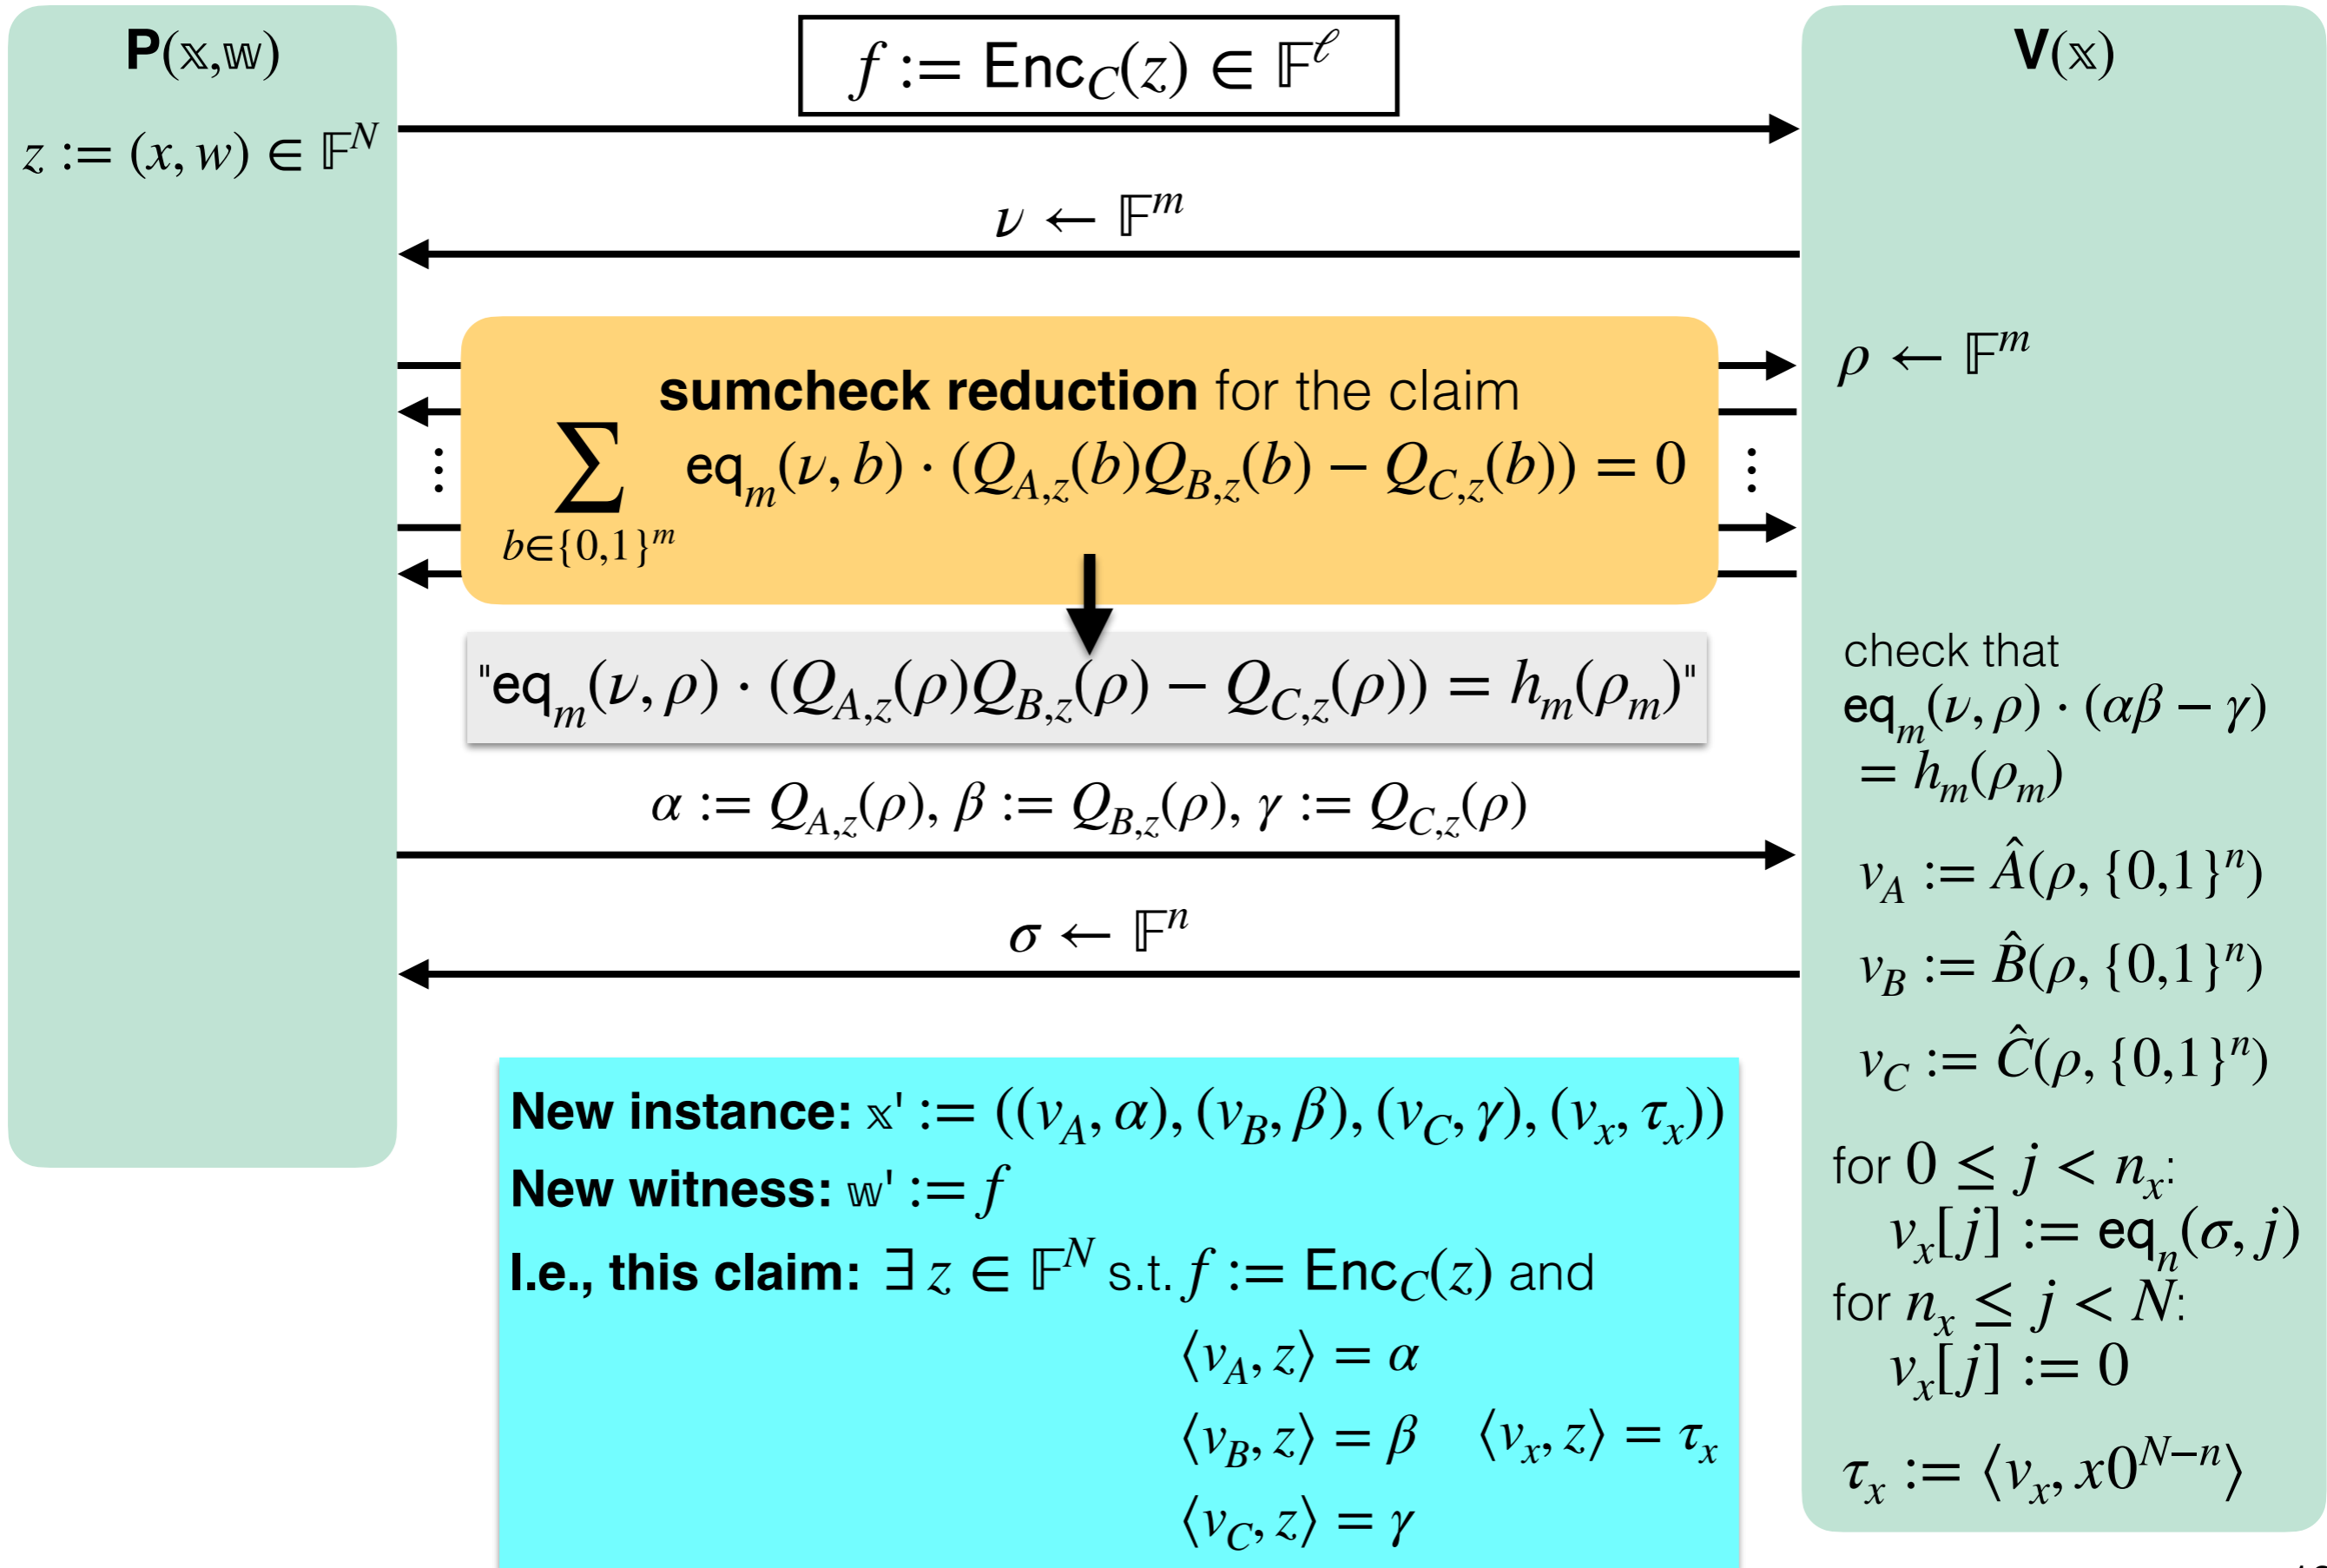 P(𝕩,𝕨)
z := (x, w) ∈ 𝔽^N
f := Enc_C(z) ∈ 𝔽^ℓ
ν ← 𝔽^m
sumcheck reduction for the claim
∑_{b∈{0,1}^m} eq_m(ν, b) · (Q_{A,z}(b)Q_{B,z}(b) − Q_{C,z}(b)) = 0
⋮ ⋮
"eq_m(ν, ρ) · (Q_{A,z}(ρ)Q_{B,z}(ρ) − Q_{C,z}(ρ)) = h_m(ρ_m)"
α := Q_{A,z}(ρ), β := Q_{B,z}(ρ), γ := Q_{C,z}(ρ)
σ ← 𝔽^n
New instance: 𝕩' := ((v_A, α), (v_B, β), (v_C, γ), (v_x, τ_x))
New witness: 𝕨' := f
I.e., this claim: ∃ z ∈ 𝔽^N s.t. f := Enc_C(z) and
⟨v_A, z⟩ = α
⟨v_B, z⟩ = β ⟨v_x, z⟩ = τ_x
⟨v_C, z⟩ = γ
V(𝕩)
ρ ← 𝔽^m
check that
eq_m(ν, ρ) · (αβ − γ)
= h_m(ρ_m)
v_A := Â(ρ, {0,1}^n)
v_B := B̂(ρ, {0,1}^n)
v_C := Ĉ(ρ, {0,1}^n)
for 0 ≤ j < n_x:
v_x[j] := eq_n(σ, j)
for n_x ≤ j < N:
v_x[j] := 0
τ_x := ⟨v_x, x0^{N−n}⟩